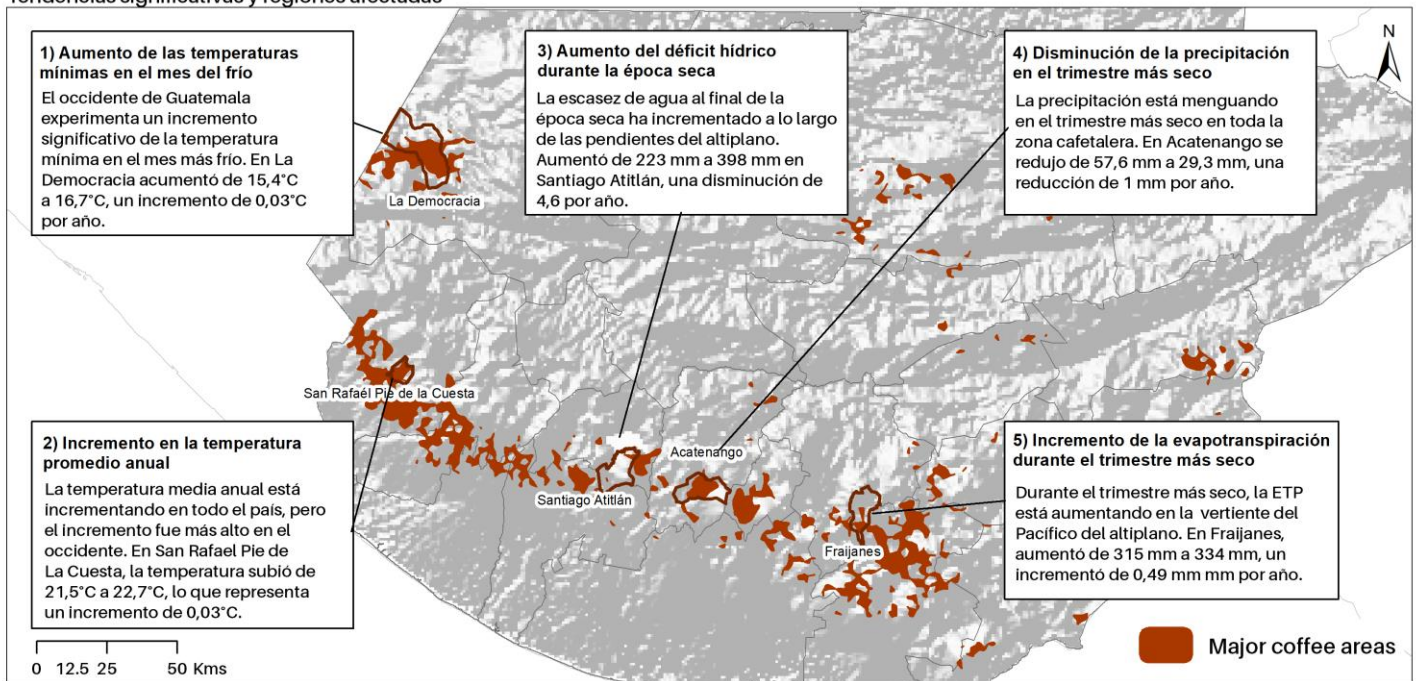 Tendencias significativas y regiones afectadas
1) Aumento de las temperaturas
mínimas en el mes del frío
El occidente de Guatemala
experimenta un incremento
significativo de la temperatura
mínima en el mes más frío. En La
Democracia acumentó de 15,4°C
a 16,7°C, un incremento de 0,03°C
por año.
3) Aumento del déficit hídrico
durante la época seca
La escasez de agua al final de la
época seca ha incrementado a lo largo
de las pendientes del altiplano.
Aumentó de 223 mm a 398 mm en
Santiago Atitlán, una disminución de
4,6 por año.
4) Disminución de la precipitación
en el trimestre más seco
La precipitación está menguando
en el trimestre más seco en toda la
zona cafetalera. En Acatenango se
redujo de 57,6 mm a 29,3 mm, una
reducción de 1 mm por año.
N
La Democracia
San Rafaél Pie de la Cuesta
Santiago Atitlán
Acatenango
Fraijanes
2) Incremento en la temperatura
promedio anual
La temperatura media anual está
incrementando en todo el país, pero
el incremento fue más alto en el
occidente. En San Rafael Pie de
La Cuesta, la temperatura subió de
21,5°C a 22,7°C, lo que representa
un incremento de 0,03°C.
5) Incremento de la evapotranspiración
durante el trimestre más seco
Durante el trimestre más seco, la ETP
está aumentando en la vertiente del
Pacífico del altiplano. En Fraijanes,
aumentó de 315 mm a 334 mm, un
incrementó de 0,49 mm mm por año.
0 12.5 25 50 Kms
Major coffee areas